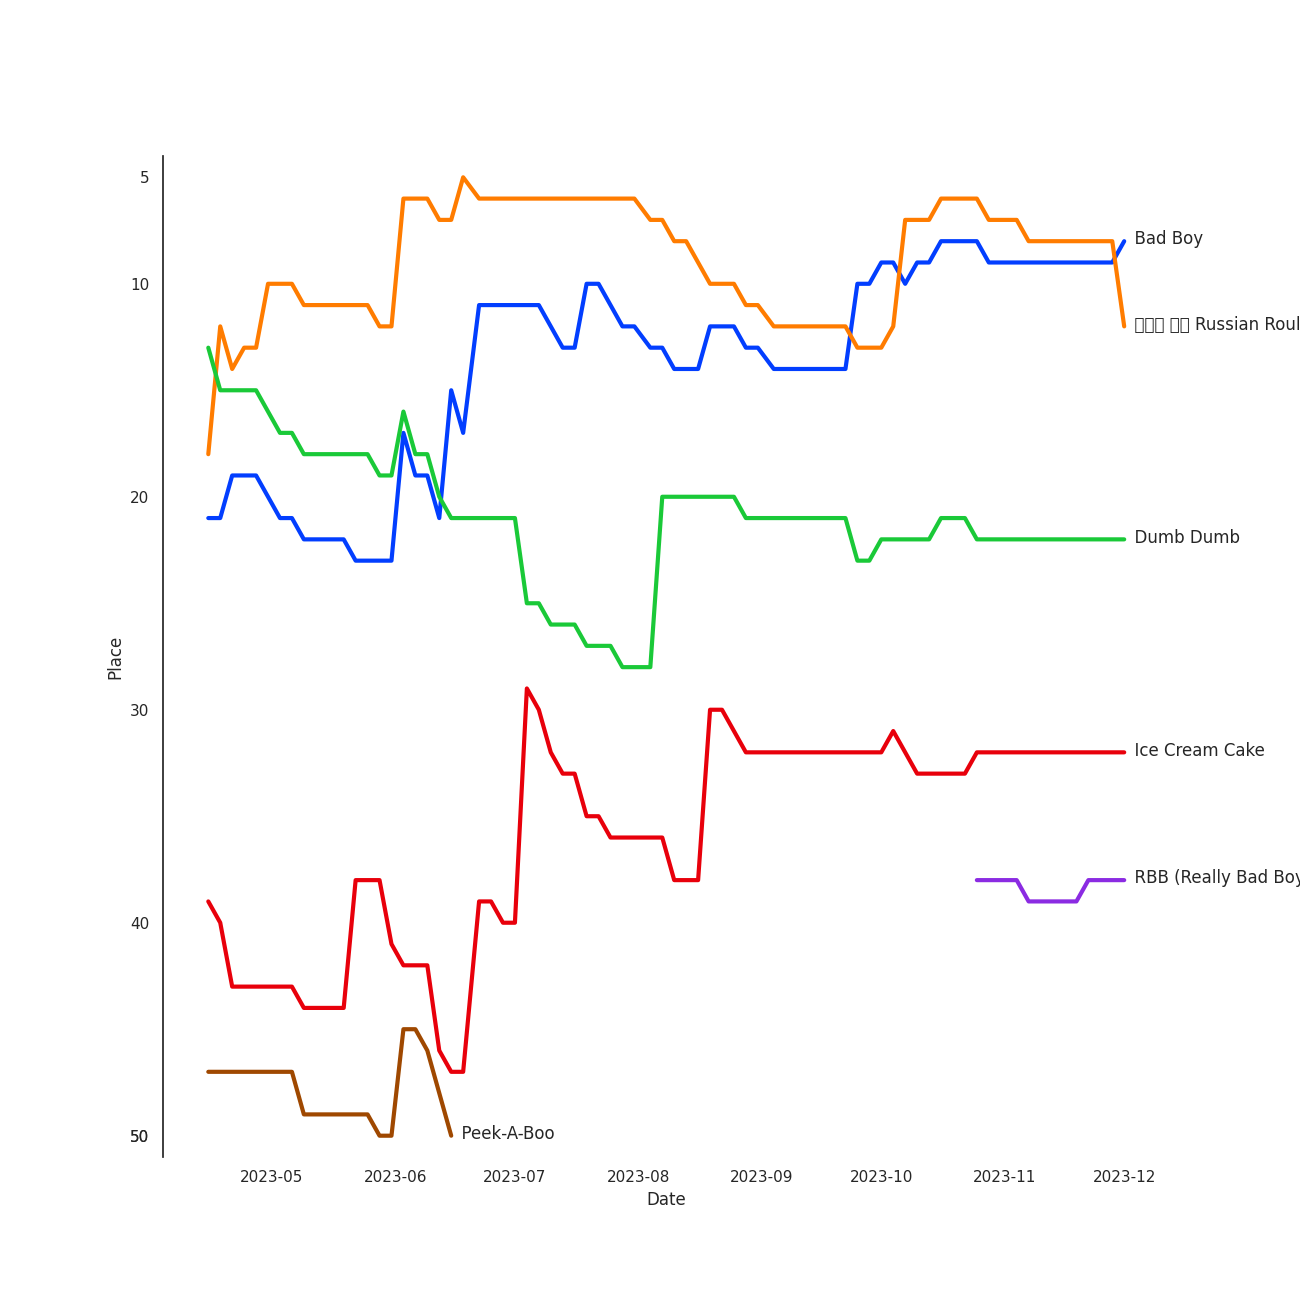 5
10
20
30
40
50
Place
Bad Boy
Russian Roul
Dumb Dumb
Ice Cream Cake
RBB (Really Bad Boy
Peek-A-Boo
2023-05 2023-06 2023-07 2023-08 2023-09 2023-10 2023-11 2023-12
Date